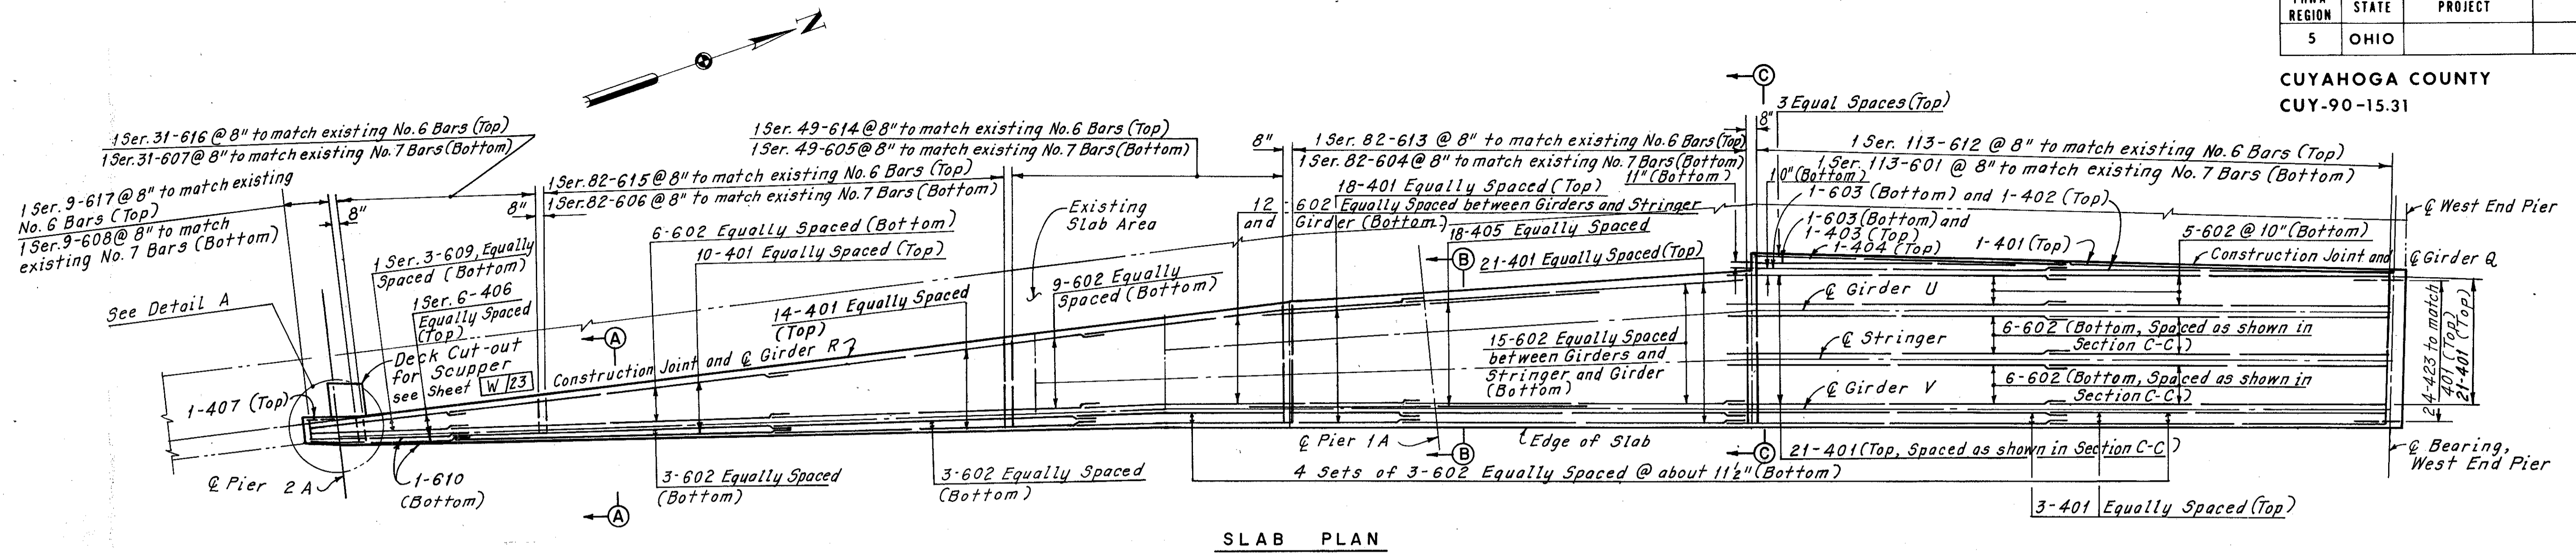 REGION
STATE
PROJECT
5
OHIO
CUYAHOGA COUNTY
CUY-90-15.31
N
1 Ser. 31-616 @ 8" to match existing No. 6 Bars (Top)
1 Ser. 31-607 @ 8" to match existing No. 7 Bars (Bottom)
1 Ser. 9-617 @ 8" to match existing
No. 6 Bars (Top)
1 Ser. 9-608 @ 8" to match
existing No. 7 Bars (Bottom)
8"
8"
1 Ser. 82-615 @ 8" to match existing No. 6 Bars (Top)
1 Ser. 82-606 @ 8" to match existing No. 7 Bars (Bottom)
1 Ser. 49-614 @ 8" to match existing No. 6 Bars (Top)
1 Ser. 49-605 @ 8" to match existing No. 7 Bars (Bottom)
8"
1 Ser. 82-613 @ 8" to match existing No. 6 Bars (Top)
1 Ser. 82-604 @ 8" to match existing No. 7 Bars (Bottom)
C
3 Equal Spaces (Top)
8"
1 Ser. 113-612 @ 8" to match existing No. 6 Bars (Top)
1 Ser. 113-601 @ 8" to match existing No. 7 Bars (Bottom)
11" (Bottom)
10" (Bottom)
1-603 (Bottom) and 1-402 (Top)
1-603 (Bottom) and
1-403 (Top)
1-404 (Top)
1-401 (Top)
5-602 @ 10" (Bottom)
Construction Joint and ℄ Girder Q
℄ West End Pier
18-401 Equally Spaced (Top)
12-602 Equally Spaced between Girders and Stringer
and Girder (Bottom)
18-405 Equally Spaced
B
21-401 Equally Spaced (Top)
Existing
Slab Area
6-602 Equally Spaced (Bottom)
10-401 Equally Spaced (Top)
9-602 Equally
Spaced (Bottom)
14-401 Equally Spaced
(Top)
1 Ser. 3-609, Equally
Spaced (Bottom)
1 Ser. 6-406
Equally Spaced
(Top)
See Detail A
Deck Cut-out
for Scupper
see Sheet W/23
A
Construction Joint and ℄ Girder R
1-407 (Top)
15-602 Equally Spaced
between Girders and
Stringer and Girder
(Bottom)
℄ Girder U
℄ Stringer
℄ Girder V
6-602 (Bottom, Spaced as shown in
Section C-C)
6-602 (Bottom, Spaced as shown in
Section C-C)
24-423 to match
401 (Top)
21-401 (Top)
℄ Pier 2A
1-610
(Bottom)
3-602 Equally Spaced
(Bottom)
3-602 Equally Spaced
(Bottom)
℄ Pier 1A
B
Edge of Slab
C
21-401 (Top, Spaced as shown in Section C-C)
4 Sets of 3-602 Equally Spaced @ about 11½" (Bottom)
℄ Bearing,
West End Pier
A
3-401 Equally Spaced (Top)
SLAB PLAN